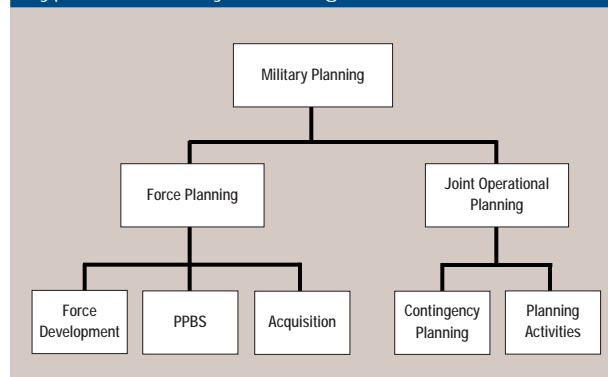 Military Planning
Force Planning
Joint Operational
Planning
Force
Development
PPBS
Acquisition
Contingency
Planning
Planning
Activities